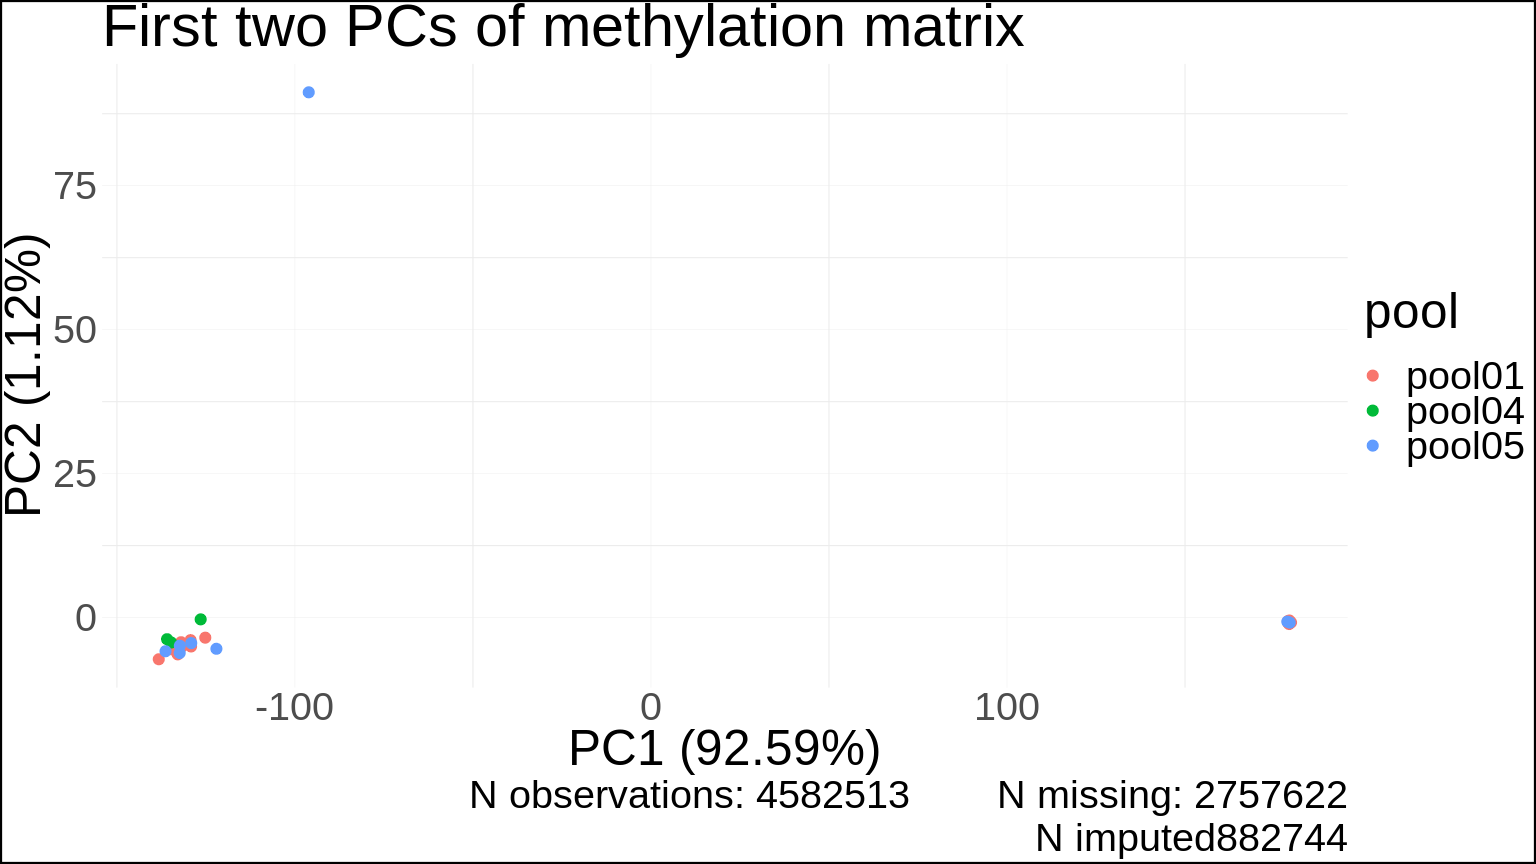 First two PCs of methylation matrix
PC2 (1.12%)
75
50
25
0
-100
0
100
PC1 (92.59%)
pool
pool01
pool04
pool05
N observations: 4582513 N missing: 2757622
N imputed882744